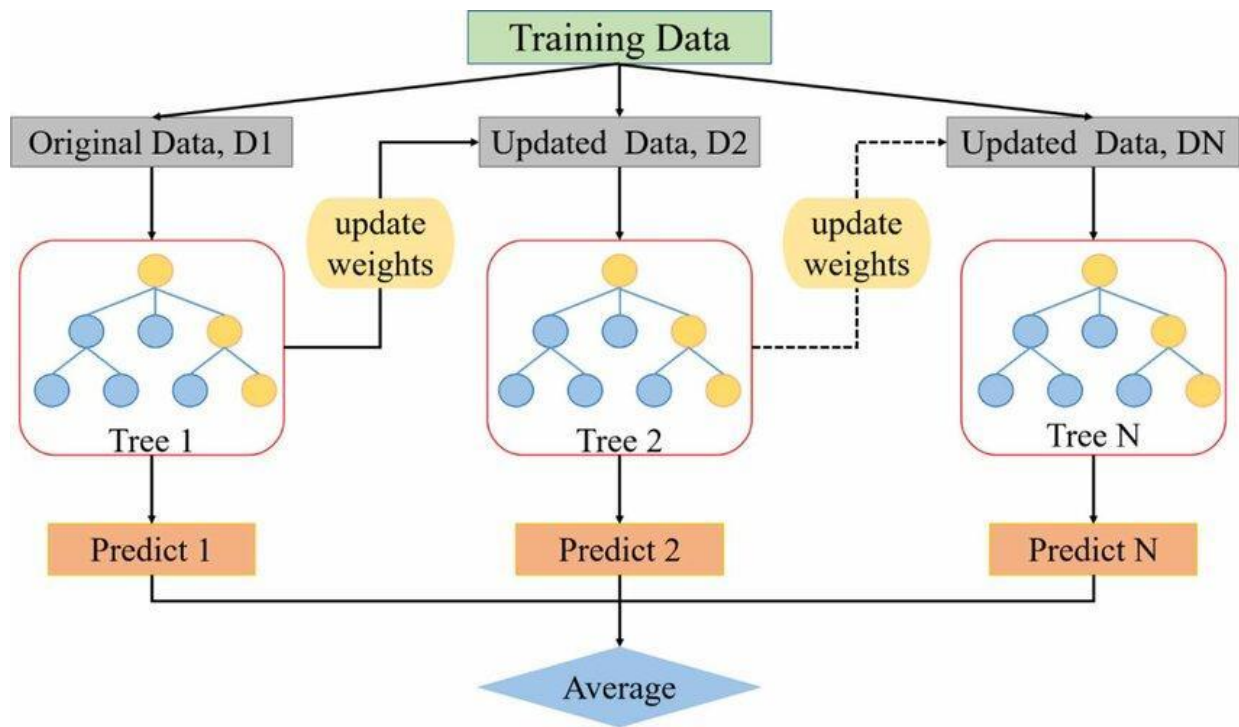 Training Data
Original Data, D1
Updated Data, D2
Updated Data, DN
update
weights
update
weights
Tree 1
Tree 2
Tree N
Predict 1
Predict 2
Predict N
Average